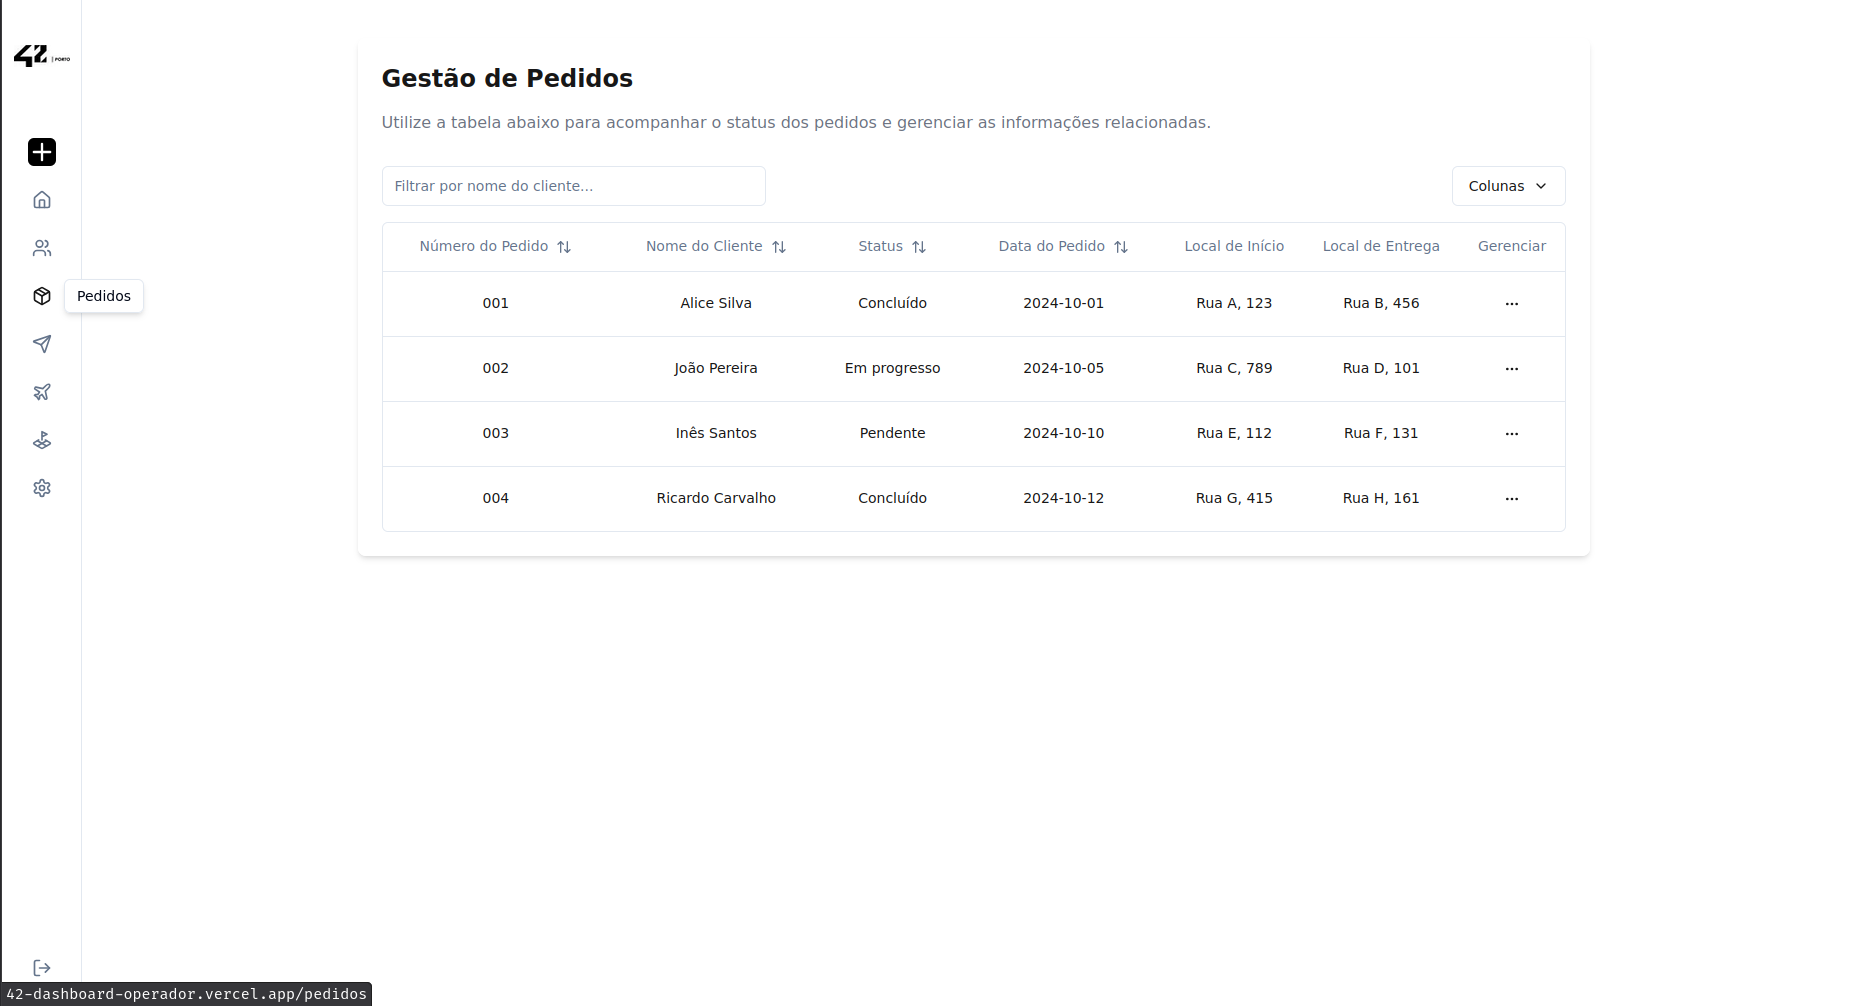 42 | PORTO
Gestão de Pedidos
Utilize a tabela abaixo para acompanhar o status dos pedidos e gerenciar as informações relacionadas.
Filtrar por nome do cliente...
Colunas
Número do Pedido Nome do Cliente Status Data do Pedido Local de Início Local de Entrega Gerenciar
001 Alice Silva Concluído 2024-10-01 Rua A, 123 Rua B, 456 ...
Pedidos
002 João Pereira Em progresso 2024-10-05 Rua C, 789 Rua D, 101 ...
003 Inês Santos Pendente 2024-10-10 Rua E, 112 Rua F, 131 ...
004 Ricardo Carvalho Concluído 2024-10-12 Rua G, 415 Rua H, 161 ...
42-dashboard-operador.vercel.app/pedidos